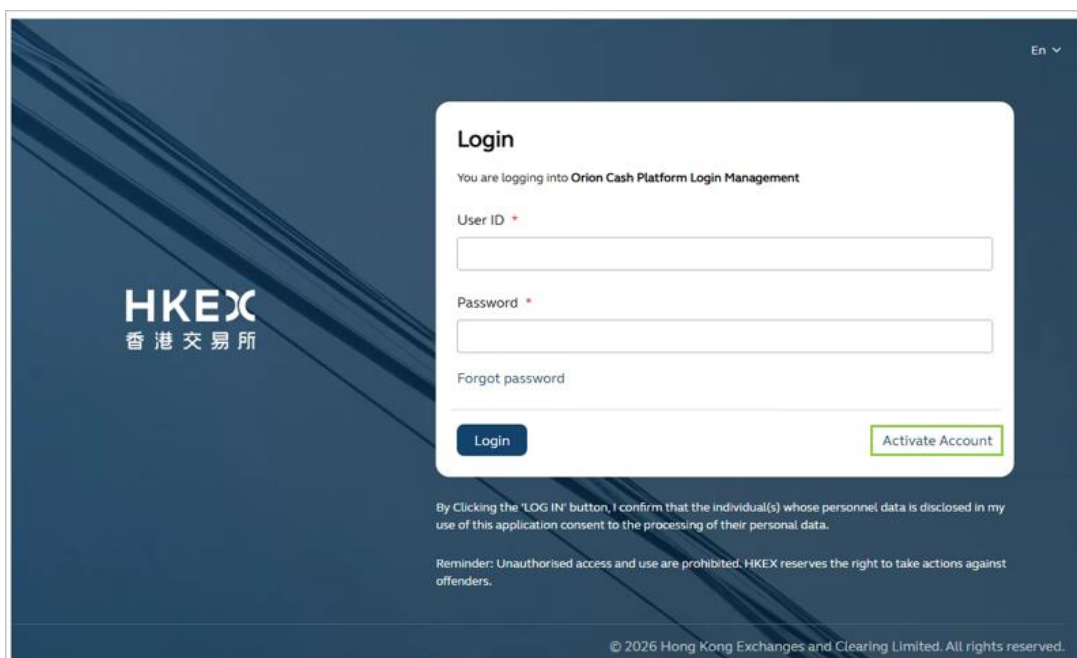 En
Login
You are logging into Orion Cash Platform Login Management
User ID *
Password *
Forgot password
Login
Activate Account
HKEX
香港交易所
By Clicking the 'LOG IN' button, I confirm that the individual(s) whose personnel data is disclosed in my
use of this application consent to the processing of their personal data.
Reminder: Unauthorised access and use are prohibited. HKEX reserves the right to take actions against
offenders.
© 2026 Hong Kong Exchanges and Clearing Limited. All rights reserved.